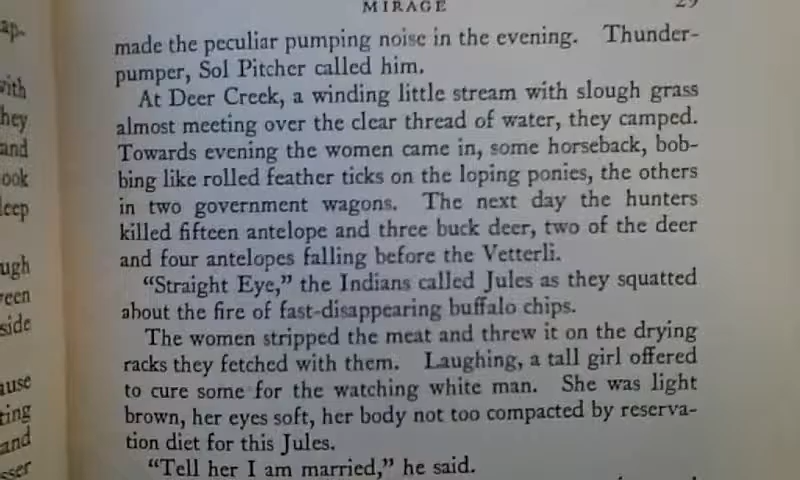 MIRAGE 29
made the peculiar pumping noise in the evening. Thunder-
pumper, Sol Pitcher called him.
At Deer Creek, a winding little stream with slough grass
almost meeting over the clear thread of water, they camped.
Towards evening the women came in, some horseback, bob-
bing like rolled feather ticks on the loping ponies, the others
in two government wagons. The next day the hunters
killed fifteen antelope and three buck deer, two of the deer
and four antelopes falling before the Vetterli.
“Straight Eye,” the Indians called Jules as they squatted
about the fire of fast-disappearing buffalo chips.
The women stripped the meat and threw it on the drying
racks they fetched with them. Laughing, a tall girl offered
to cure some for the watching white man. She was light
brown, her eyes soft, her body not too compacted by reserva-
tion diet for this Jules.
“Tell her I am married,” he said.